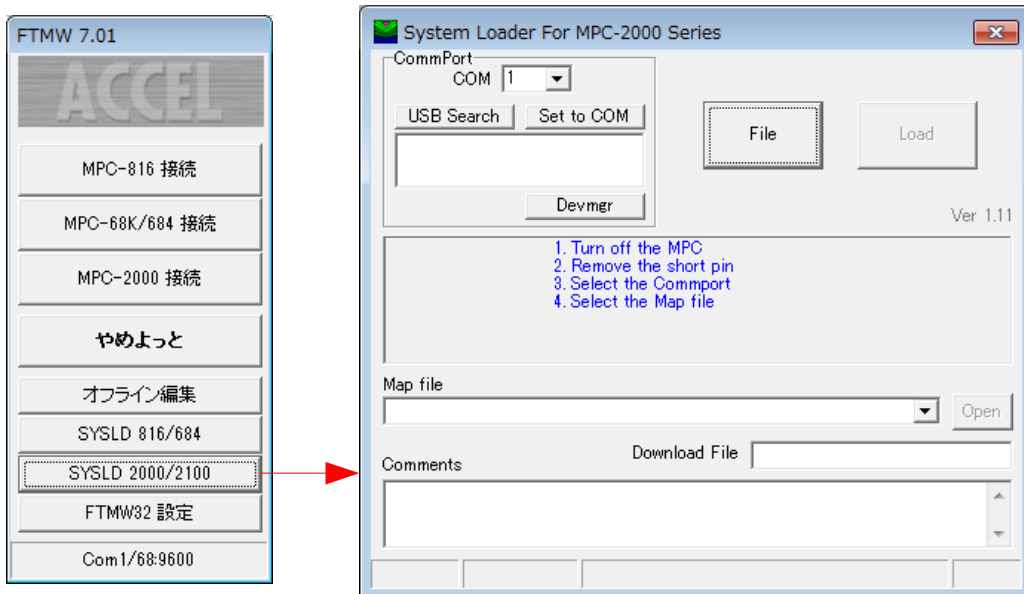 FTMW 7.01
ACCEL
MPC-816 接続
MPC-68K/684 接続
MPC-2000 接続
やめよっと
オフライン編集
SYSLD 816/684
SYSLD 2000/2100
FTMW32 設定
Com1/68:9600
System Loader For MPC-2000 Series
CommPort
COM 1
USB Search Set to COM
Devmgr
File
Load
Ver 1.11
1. Turn off the MPC
2. Remove the short pin
3. Select the Commport
4. Select the Map file
Map file
Open
Download File
Comments